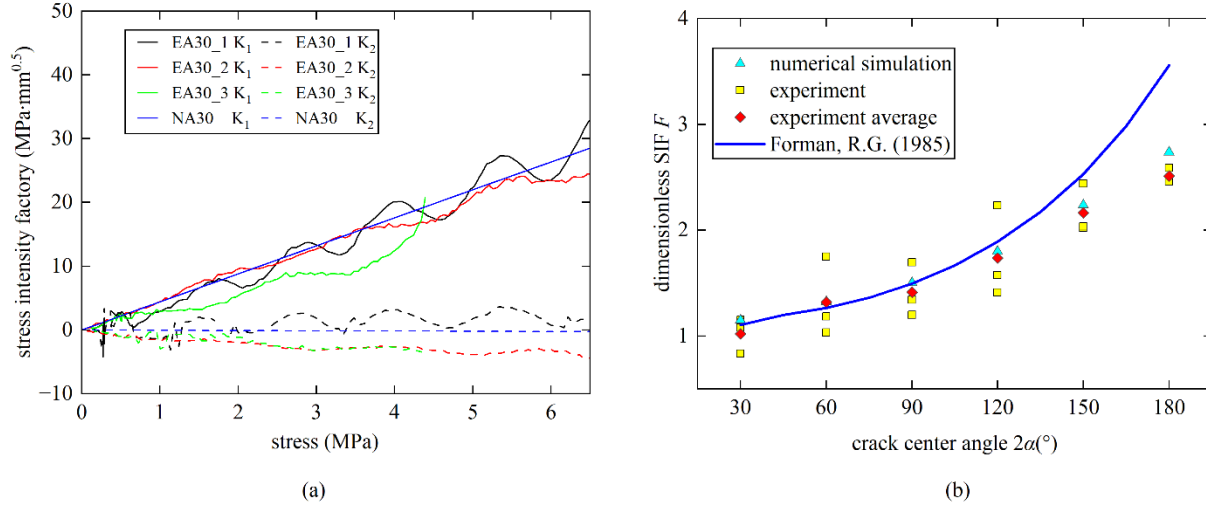 50
40
30
20
10
0
−10
stress intensity factory (MPa·mm^0.5)
EA30_1 K₁ EA30_1 K₂
EA30_2 K₁ EA30_2 K₂
EA30_3 K₁ EA30_3 K₂
NA30 K₁ NA30 K₂
0 1 2 3 4 5 6
stress (MPa)
(a)
4
3
2
1
dimensionless SIF F
numerical simulation
experiment
experiment average
Forman, R.G. (1985)
30 60 90 120 150 180
crack center angle 2α(°)
(b)